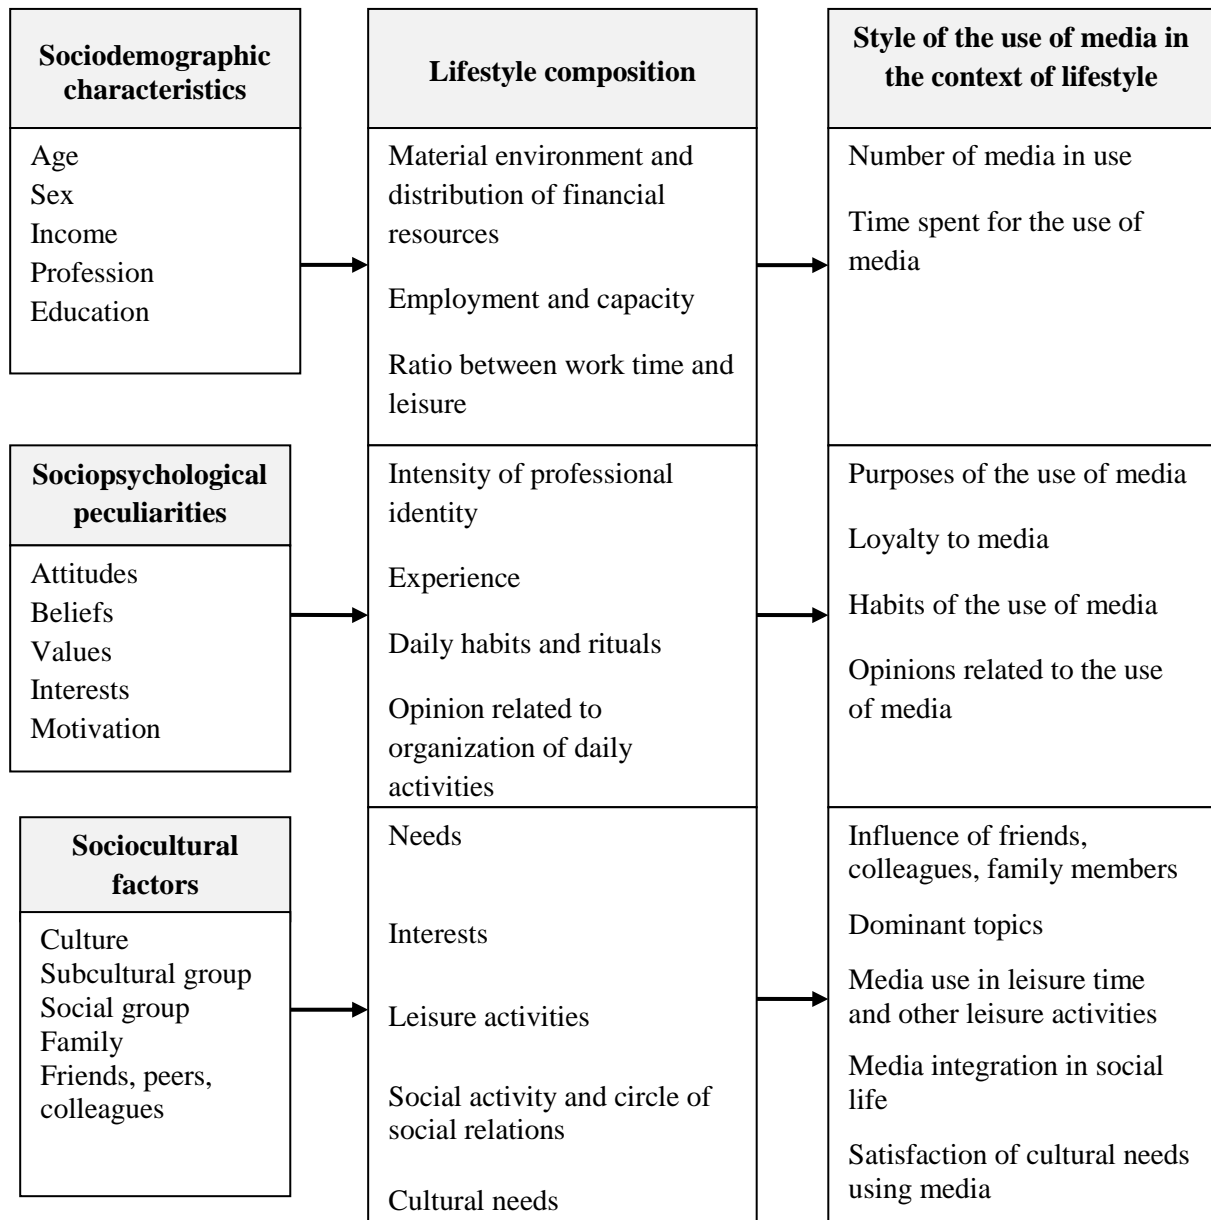 Sociodemographic
characteristics
Age
Sex
Income
Profession
Education
Lifestyle composition
Material environment and
distribution of financial
resources
Employment and capacity
Ratio between work time and
leisure
Style of the use of media in
the context of lifestyle
Number of media in use
Time spent for the use of
media
Sociopsychological
peculiarities
Attitudes
Beliefs
Values
Interests
Motivation
Intensity of professional
identity
Experience
Daily habits and rituals
Opinion related to
organization of daily
activities
Purposes of the use of media
Loyalty to media
Habits of the use of media
Opinions related to the use
of media
Sociocultural
factors
Culture
Subcultural group
Social group
Family
Friends, peers,
colleagues
Needs
Interests
Leisure activities
Social activity and circle of
social relations
Cultural needs
Influence of friends,
colleagues, family members
Dominant topics
Media use in leisure time
and other leisure activities
Media integration in social
life
Satisfaction of cultural needs
using media